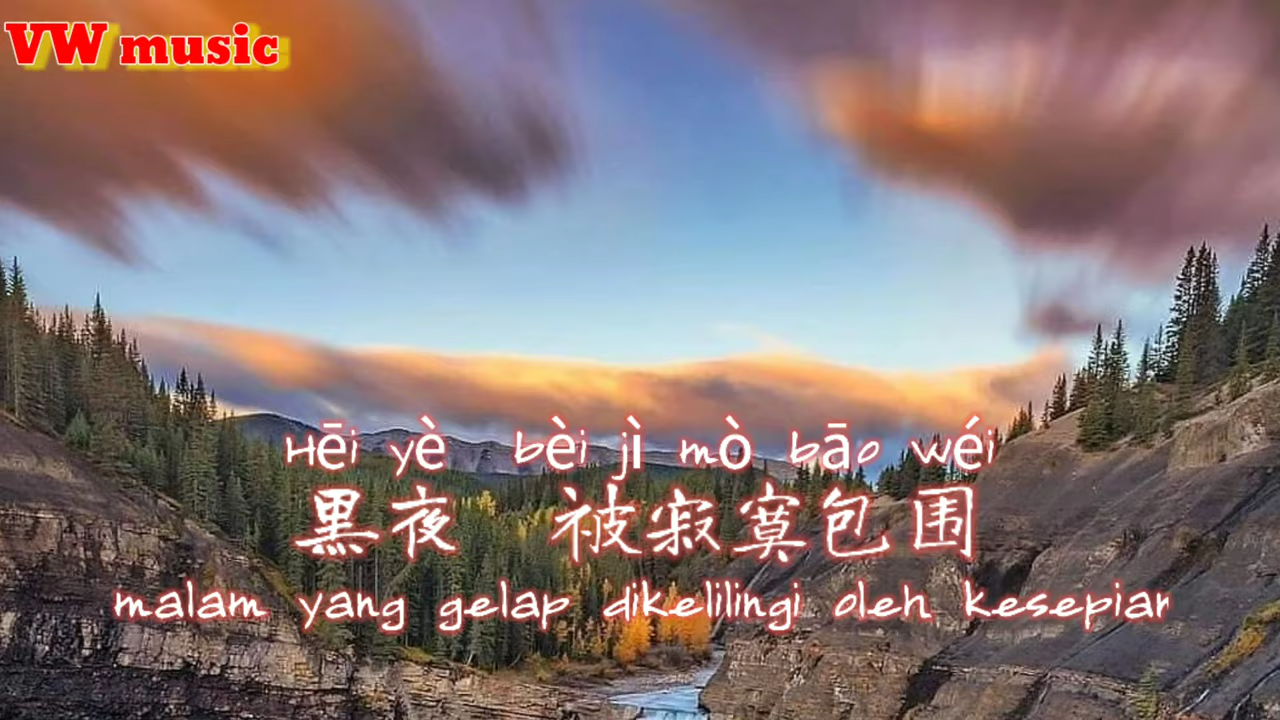 VW music
Hēi yè bèi jì mò bāo wéi
黑夜 被寂寞包围
malam yang gelap dikelilingi oleh kesepian